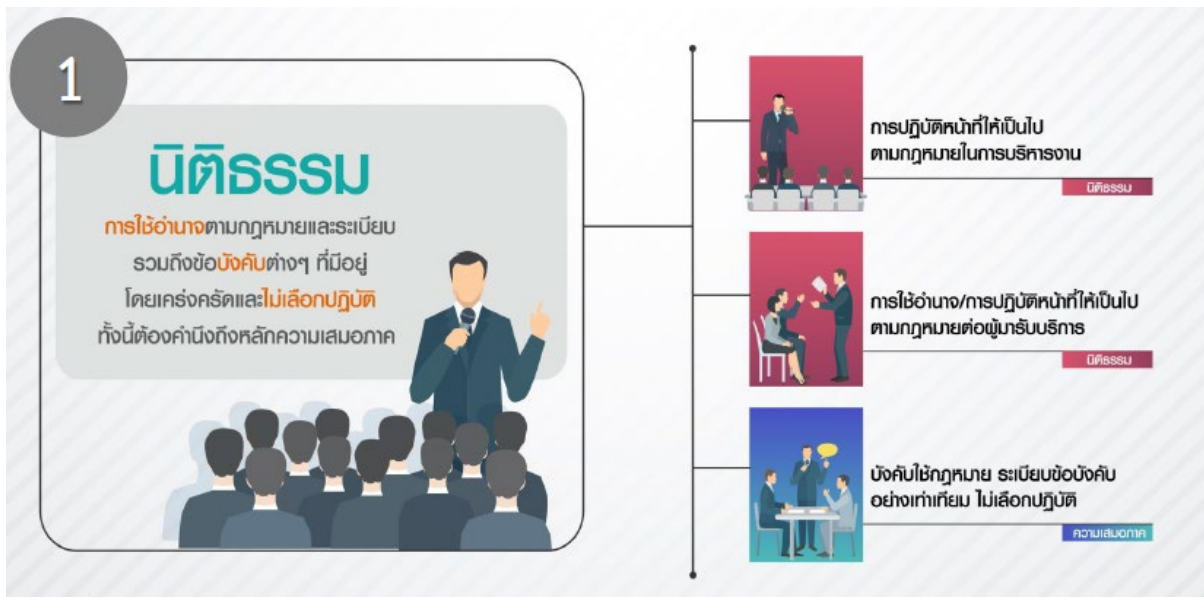 1
นิติธรรม
การใช้อำนาจตามกฎหมายและระเบียบ
รวมถึงข้อบังคับต่างๆ ที่มีอยู่
โดยเคร่งครัดและไม่เลือกปฏิบัติ
ทั้งนี้ต้องคำนึงถึงหลักความเสมอภาค
การปฏิบัติหน้าที่ให้เป็นไป
ตามกฎหมายในการบริหารงาน
นิติธรรม
การใช้อำนาจ/การปฏิบัติหน้าที่ให้เป็นไป
ตามกฎหมายต่อผู้มารับบริการ
นิติธรรม
บังคับใช้กฎหมาย ระเบียบข้อบังคับ
อย่างเท่าเทียม ไม่เลือกปฏิบัติ
ความเสมอภาค